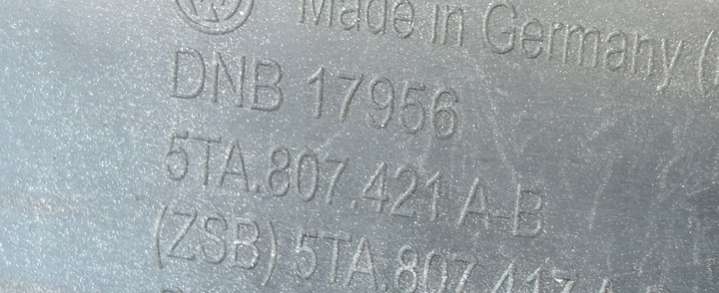 Made in Germany (
DNB 17956
5TA.807.421 A-B
(ZSB) 5TA.807.417 A